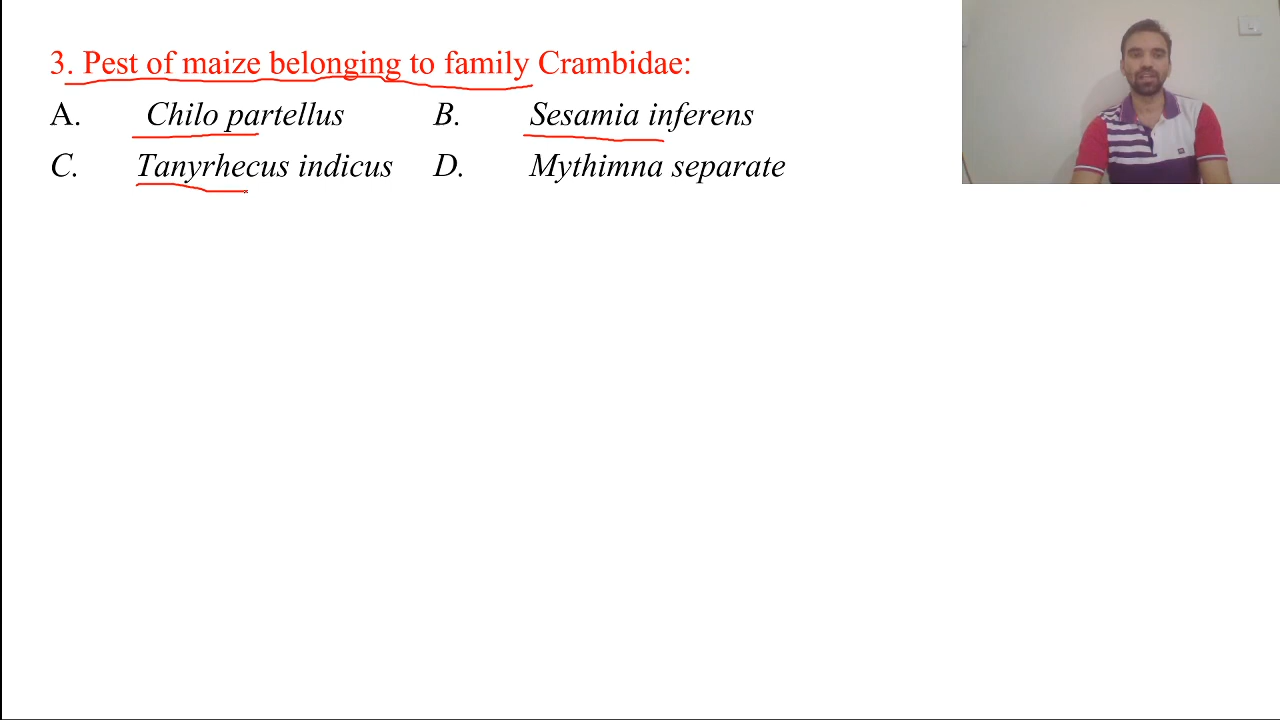 3. Pest of maize belonging to family Crambidae:
A. Chilo partellus B. Sesamia inferens
C. Tanyrhecus indicus D. Mythimna separate